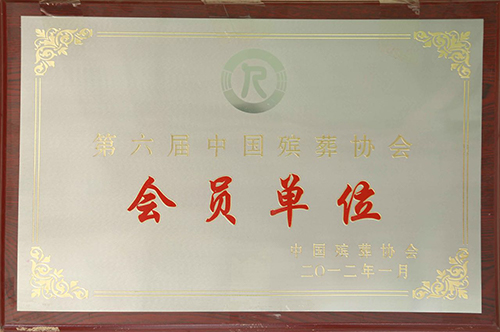 第六届中国殡葬协会
会员单位
中国殡葬协会
二〇一二年一月